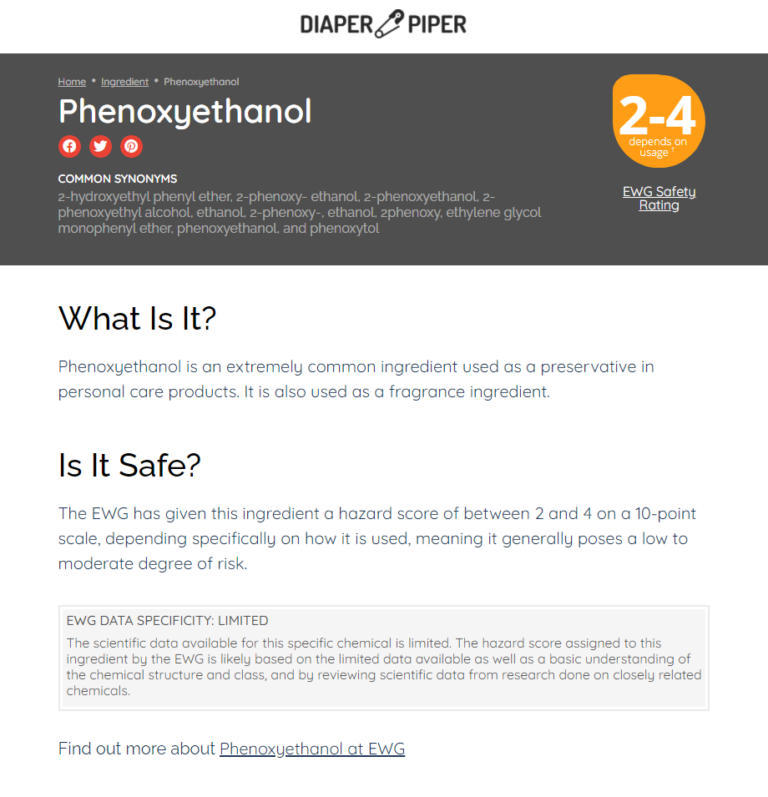 DIAPER PIPER
Home • Ingredient • Phenoxyethanol
Phenoxyethanol
COMMON SYNONYMS
2-hydroxyethyl phenyl ether, 2-phenoxy- ethanol, 2-phenoxyethanol, 2-
phenoxyethyl alcohol, ethanol, 2-phenoxy-, ethanol, 2phenoxy, ethylene glycol
monophenyl ether, phenoxyethanol, and phenoxytol
2-4
depends on
usage †
EWG Safety
Rating
What Is It?
Phenoxyethanol is an extremely common ingredient used as a preservative in
personal care products. It is also used as a fragrance ingredient.
Is It Safe?
The EWG has given this ingredient a hazard score of between 2 and 4 on a 10-point
scale, depending specifically on how it is used, meaning it generally poses a low to
moderate degree of risk.
EWG DATA SPECIFICITY: LIMITED
The scientific data available for this specific chemical is limited. The hazard score assigned to this
ingredient by the EWG is likely based on the limited data available as well as a basic understanding of
the chemical structure and class, and by reviewing scientific data from research done on closely related
chemicals.
Find out more about Phenoxyethanol at EWG